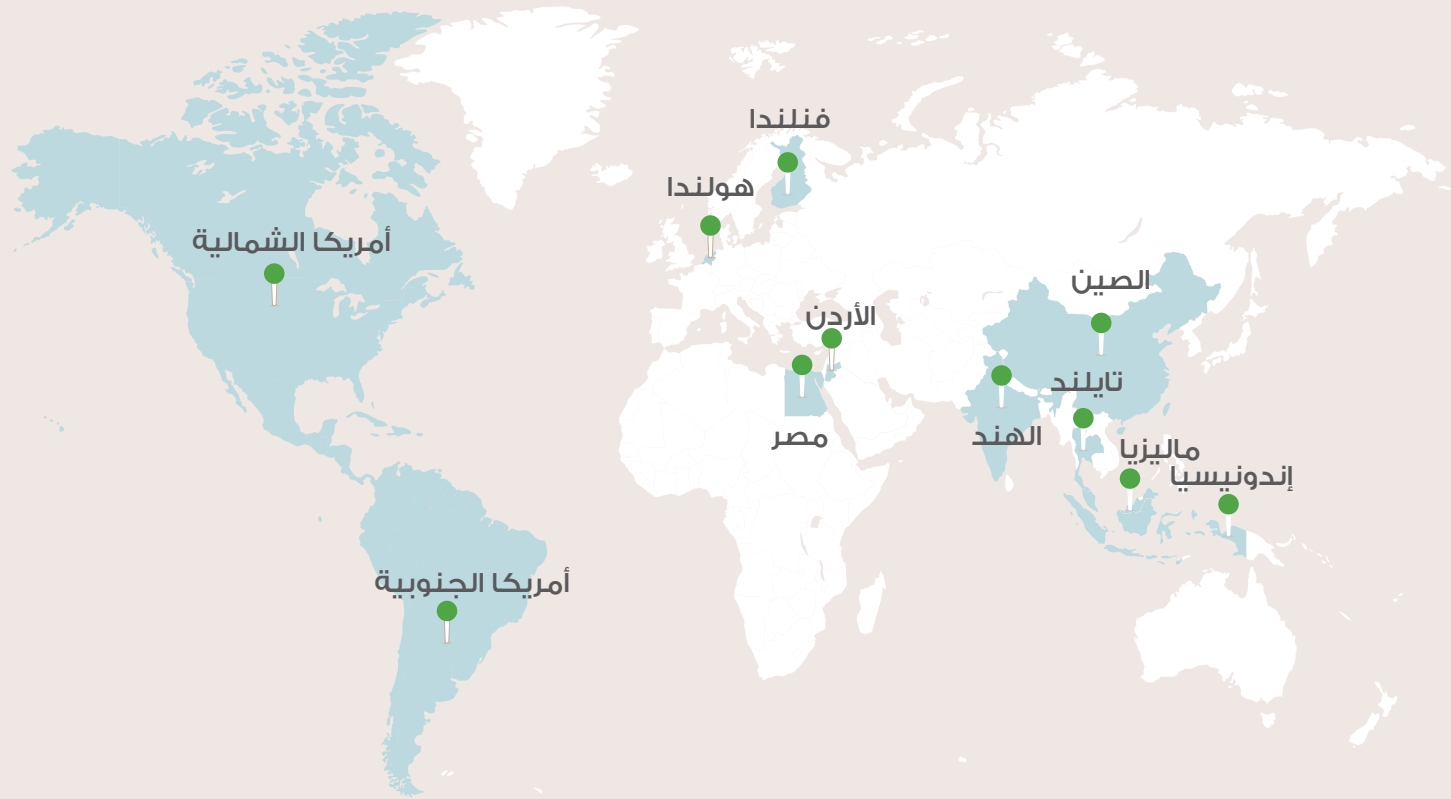 فنلندا
هولندا
أمريكا الشمالية
الصين
الأردن
تايلند
الهند
مصر
ماليزيا
إندونيسيا
أمريكا الجنوبية